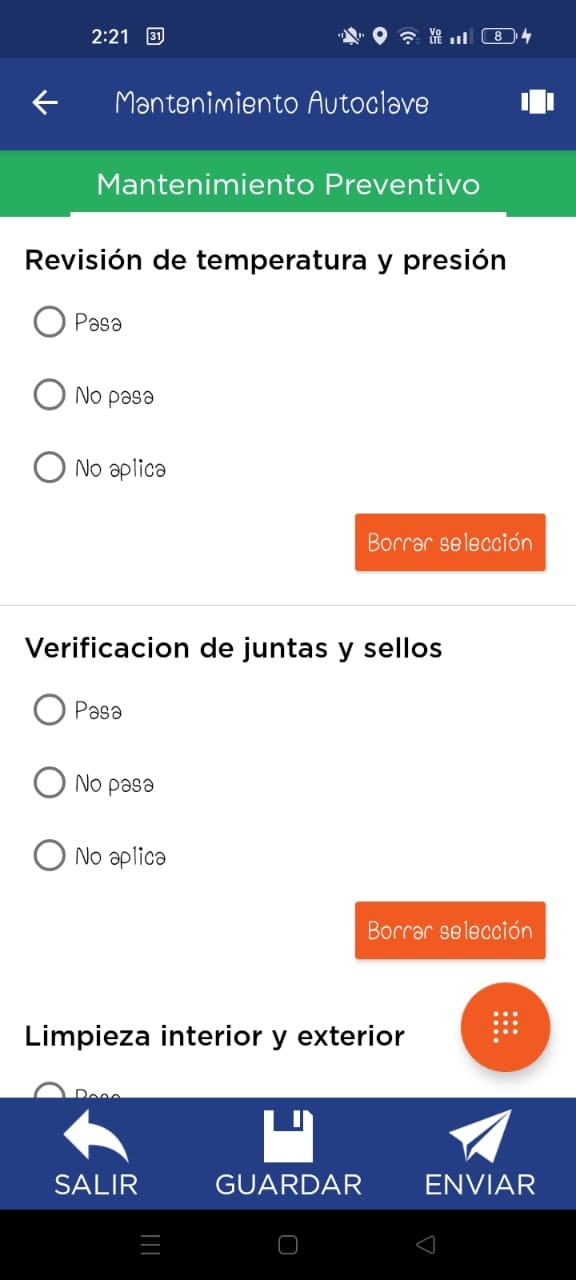 2:21 31 Vo LTE 8
Mantenimiento Autoclave
Mantenimiento Preventivo
Revisión de temperatura y presión
Pasa
No pasa
No aplica
Borrar selección
Verificacion de juntas y sellos
Pasa
No pasa
No aplica
Borrar selección
Limpieza interior y exterior
SALIR GUARDAR ENVIAR